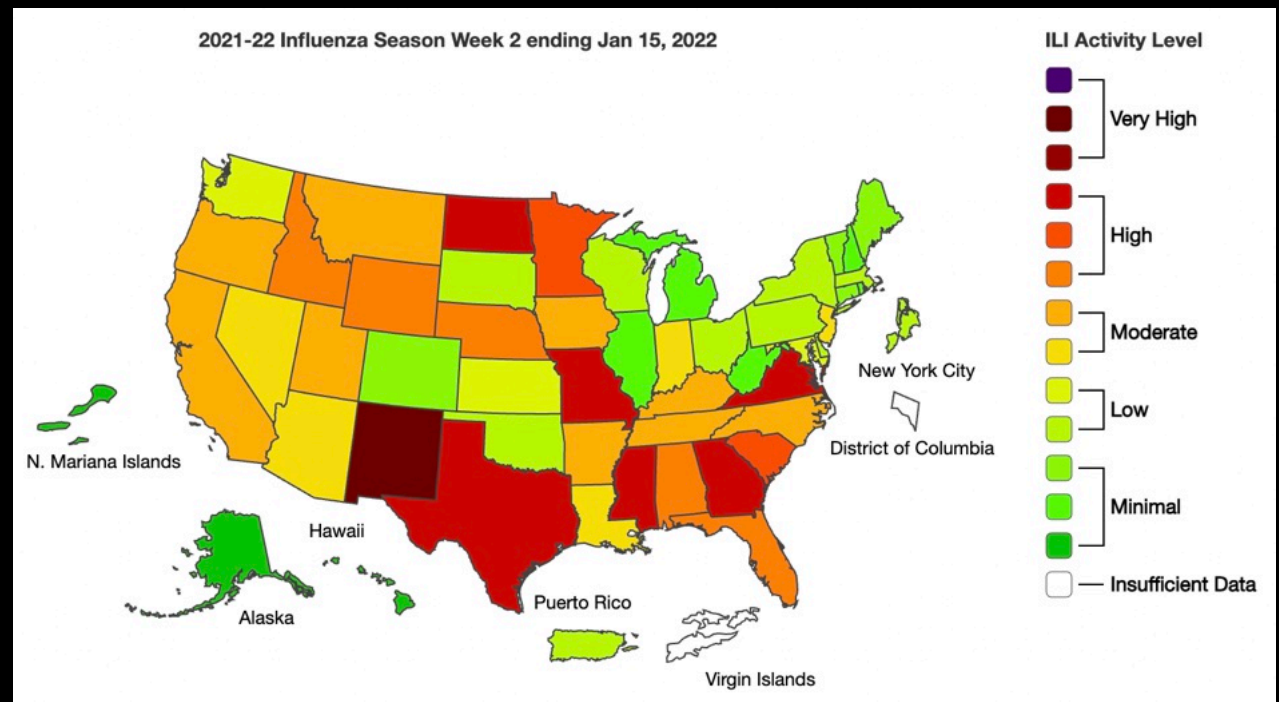 2021-22 Influenza Season Week 2 ending Jan 15, 2022
ILI Activity Level
Very High
High
Moderate
Low
Minimal
Insufficient Data
New York City
District of Columbia
N. Mariana Islands
Hawaii
Alaska
Puerto Rico
Virgin Islands